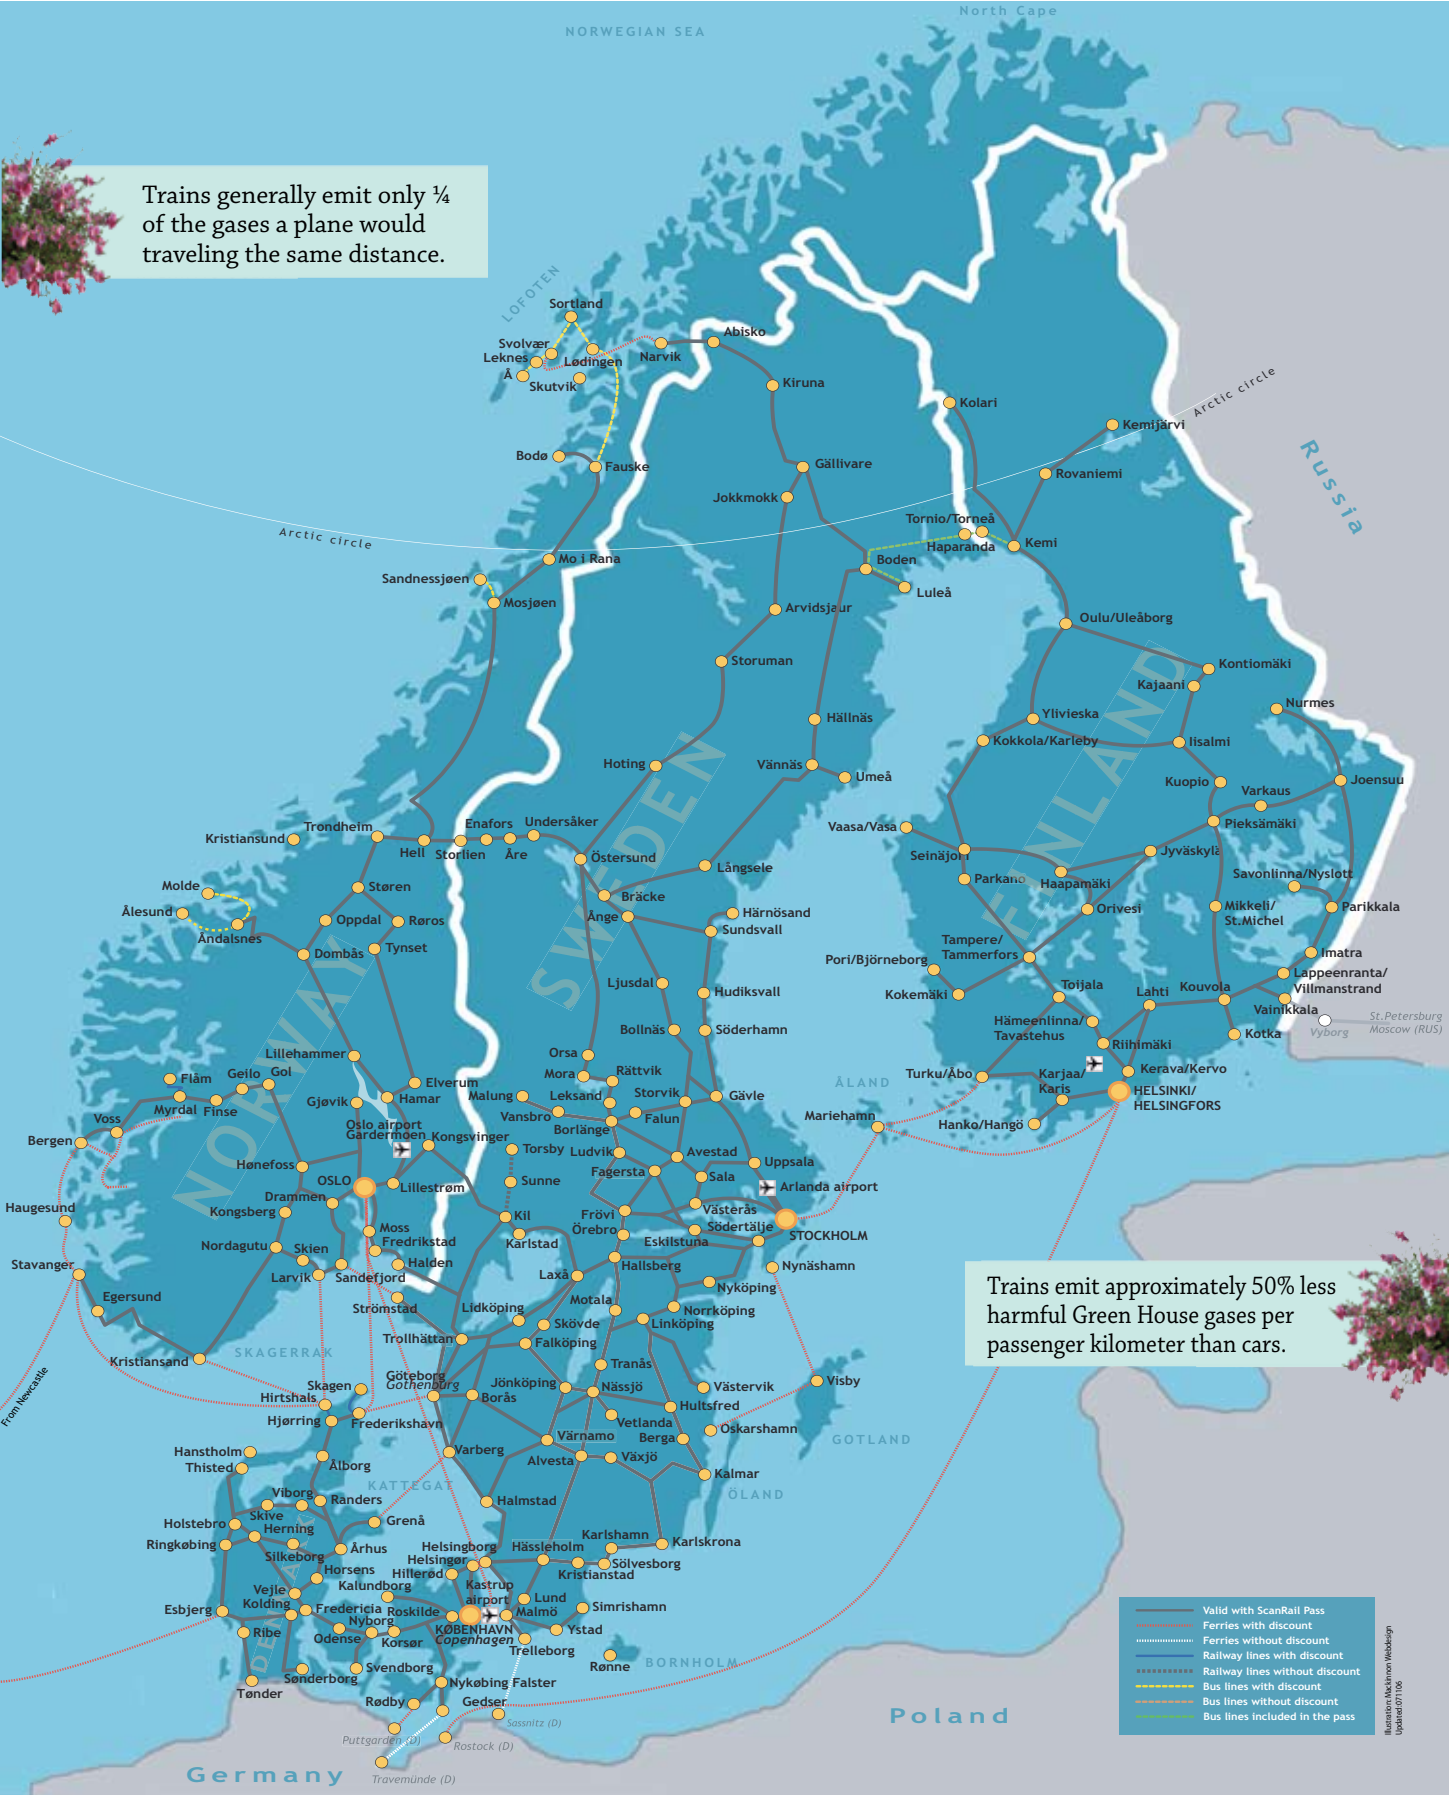 North Cape
NORWEGIAN SEA
Trains generally emit only ¼
of the gases a plane would
traveling the same distance.
LOFOTEN
Sortland
Svolvær
Leknes
Lødingen
Å
Skutvik
Narvik
Abisko
Kiruna
Kolari
Arctic circle
Kemijärvi
Russia
Bodø
Fauske
Gällivare
Rovaniemi
Jokkmokk
Arctic circle
Tornio/Torneå
Haparanda
Kemi
Mo i Rana
Boden
Sandnessjøen
Luleå
Mosjøen
Arvidsjaur
Oulu/Uleåborg
Storuman
Kontiomäki
Kajaani
Nurmes
Hällnäs
Ylivieska
Kokkola/Karleby
Iisalmi
Hoting
Vännäs
Umeå
Kuopio
Joensuu
Varkaus
SWEDEN
FINLAND
NORWAY
DENMARK
Kristiansund
Trondheim
Hell
Storlien
Enafors
Åre
Undersåker
Vaasa/Vasa
Pieksämäki
Östersund
Långsele
Seinäjoki
Jyväskylä
Parkano
Haapamäki
Savonlinna/Nyslott
Molde
Støren
Bräcke
Ålesund
Oppdal
Røros
Ånge
Härnösand
Orivesi
Mikkeli/
St.Michel
Parikkala
Åndalsnes
Sundsvall
Dombås
Tynset
Tampere/
Tammerfors
Imatra
Pori/Björneborg
Lappeenranta/
Villmanstrand
Ljusdal
Hudiksvall
Kokemäki
Toijala
Lahti
Kouvola
Vainikkala
St.Petersburg
Moscow (RUS)
Vyborg
Bollnäs
Söderhamn
Hämeenlinna/
Tavastehus
Riihimäki
Kotka
Lillehammer
Orsa
Mora
Rättvik
Turku/Åbo
Karjaa/
Karis
Kerava/Kervo
HELSINKI/
HELSINGFORS
Flåm
Geilo
Gol
Elverum
Malung
Leksand
Storvik
Gävle
ÅLAND
Myrdal
Finse
Gjøvik
Hamar
Vansbro
Falun
Mariehamn
Hanko/Hangö
Voss
Oslo airport
Gardermoen
Kongsvinger
Borlänge
Bergen
Torsby
Ludvika
Avestad
Hønefoss
Fagersta
Uppsala
OSLO
Lillestrøm
Sunne
Sala
Arlanda airport
Drammen
Kongsberg
Haugesund
Kil
Frövi
Västerås
Moss
Örebro
Södertälje
STOCKHOLM
Nordagutu
Skien
Fredrikstad
Karlstad
Eskilstuna
Stavanger
Halden
Hallsberg
Nynäshamn
Larvik
Sandefjord
Laxå
Nyköping
Trains emit approximately 50% less
harmful Green House gases per
passenger kilometer than cars.
Egersund
Strömstad
Lidköping
Motala
Norrköping
Skövde
Linköping
Trollhättan
Falköping
SKAGERRAK
Kristiansand
Tranås
From Newcastle
Göteborg
Gothenburg
Skagen
Jönköping
Nässjö
Västervik
Visby
Hirtshals
Borås
Hultsfred
Hjørring
Frederikshavn
Vetlanda
Oskarshamn
GOTLAND
Värnamo
Berga
Hanstholm
Varberg
Thisted
Ålborg
Alvesta
Växjö
Kalmar
KATTEGAT
ÖLAND
Viborg
Randers
Halmstad
Skive
Grenå
Holstebro
Herning
Ringkøbing
Karlshamn
Karlskrona
Silkeborg
Århus
Helsingborg
Helsingør
Hässleholm
Sölvesborg
Hillerød
Kristianstad
Horsens
Kalundborg
Kastrup
airport
Vejle
Lund
Kolding
Fredericia
Roskilde
Malmö
Simrishamn
Esbjerg
Nyborg
KØBENHAVN
Copenhagen
Ystad
Ribe
Odense
Korsør
Trelleborg
Rønne
BORNHOLM
Svendborg
Sønderborg
Nykøbing Falster
Tønder
Rødby
Gedser
Sassnitz (D)
Puttgarden (D)
Rostock (D)
Travemünde (D)
Germany
Poland
Valid with ScanRail Pass
Ferries with discount
Ferries without discount
Railway lines with discount
Railway lines without discount
Bus lines with discount
Bus lines without discount
Bus lines included in the pass
Illustration: Mackinnon Webdesign
Updated:071106